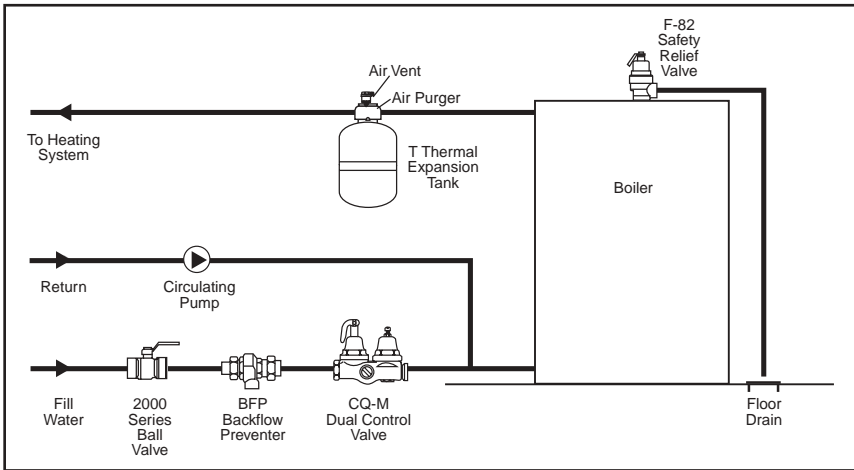 F-82
Safety
Relief
Valve
Air Vent
Air Purger
To Heating
System
T Thermal
Expansion
Tank
Boiler
Return
Circulating
Pump
Fill
Water
2000
Series
Ball
Valve
BFP
Backflow
Preventer
CQ-M
Dual Control
Valve
Floor
Drain